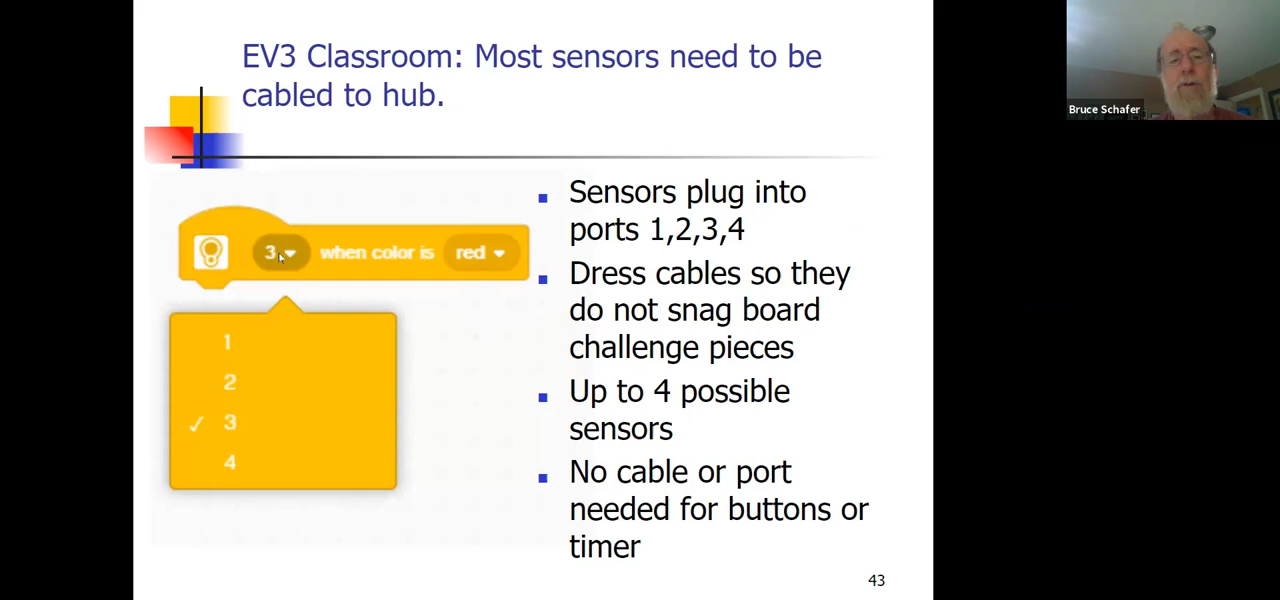 EV3 Classroom: Most sensors need to be
cabled to hub.
Bruce Schafer
3 when color is red
1
2
✓ 3
4
Sensors plug into
ports 1,2,3,4
Dress cables so they
do not snag board
challenge pieces
Up to 4 possible
sensors
No cable or port
needed for buttons or
timer
43